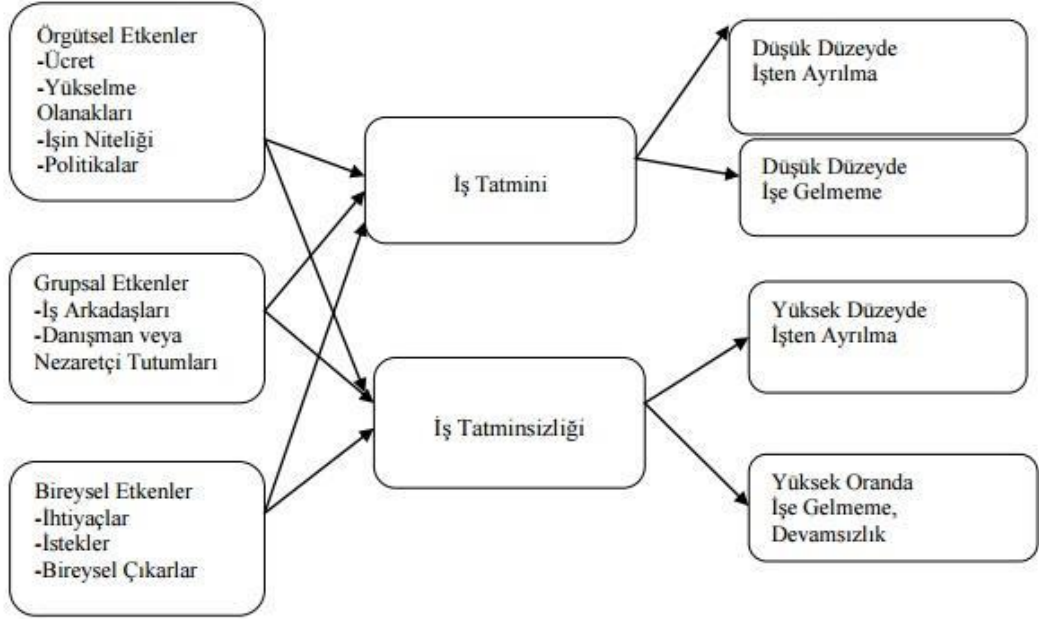 Örgütsel Etkenler
-Ücret
-Yükselme
Olanakları
-İşin Niteliği
-Politikalar
Grupsal Etkenler
-İş Arkadaşları
-Danışman veya
Nezaretçi Tutumları
Bireysel Etkenler
-İhtiyaçlar
-İstekler
-Bireysel Çıkarlar
İş Tatmini
İş Tatminsizliği
Düşük Düzeyde
İşten Ayrılma
Düşük Düzeyde
İşe Gelmeme
Yüksek Düzeyde
İşten Ayrılma
Yüksek Oranda
İşe Gelmeme,
Devamsızlık